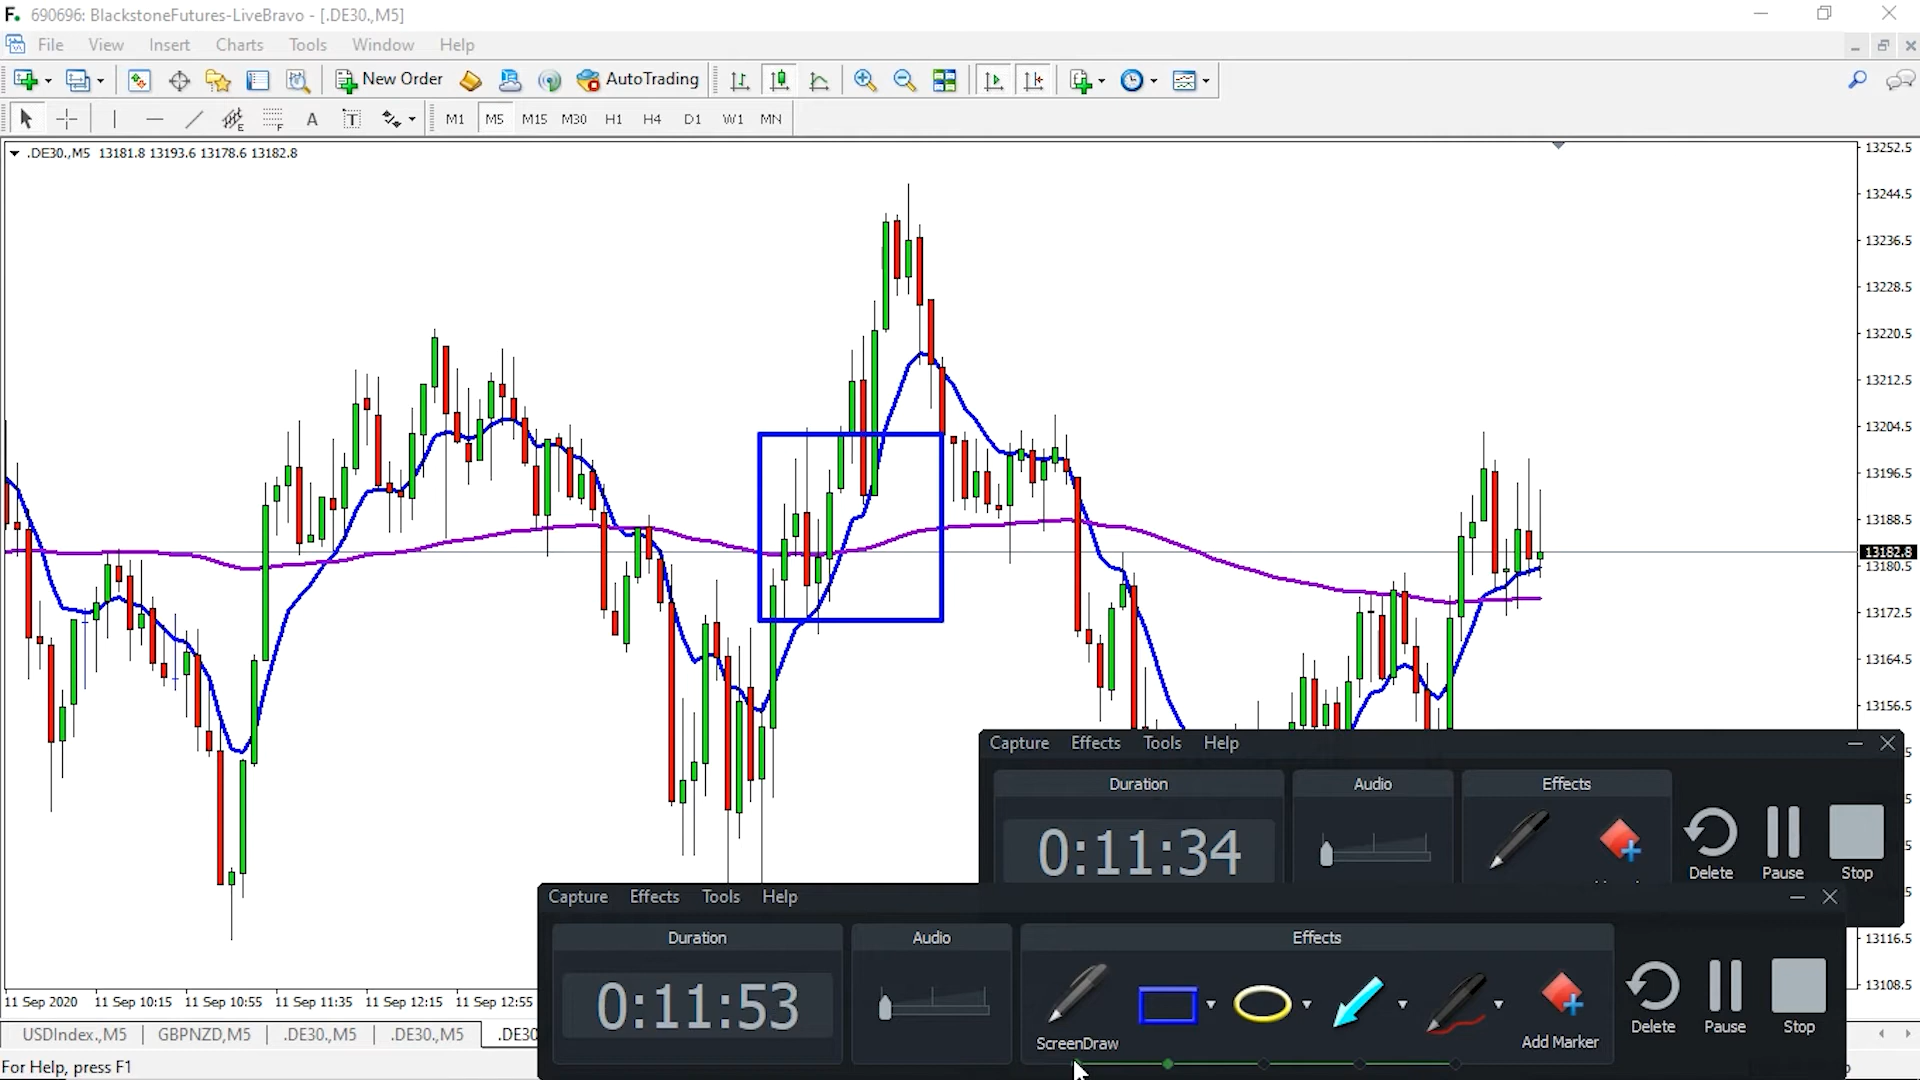 690696: BlackstoneFutures-LiveBravo - [.DE30.,M5]
File View Insert Charts Tools Window Help
New Order AutoTrading
A T M1 M5 M15 M30 H1 H4 D1 W1 MN
.DE30.,M5 13181.8 13193.6 13178.6 13182.8
13252.5
13244.5
13236.5
13228.5
13220.5
13212.5
13204.5
13196.5
13188.5
13182.8
13180.5
13172.5
13164.5
13156.5
Capture Effects Tools Help
Duration Audio Effects
0:11:34
Delete Pause Stop
Capture Effects Tools Help
Duration Audio Effects
0:11:53
ScreenDraw Add Marker Delete Pause Stop
13116.5
13108.5
11 Sep 2020 11 Sep 10:15 11 Sep 10:55 11 Sep 11:35 11 Sep 12:15 11 Sep 12:55
USDIndex.,M5 GBPNZD,M5 .DE30.,M5 .DE30.,M5 .DE30
For Help, press F1